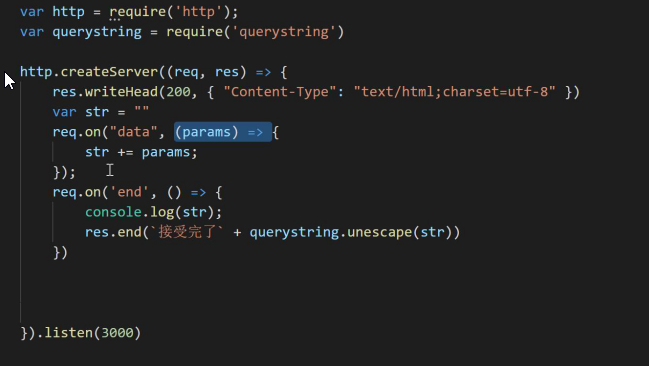 var http = require('http');
var querystring = require('querystring')
http.createServer((req, res) => {
res.writeHead(200, { "Content-Type": "text/html;charset=utf-8" })
var str = ""
req.on("data", (params) => {
str += params;
});
req.on('end', () => {
console.log(str);
res.end(`接受完了` + querystring.unescape(str))
})
}).listen(3000)